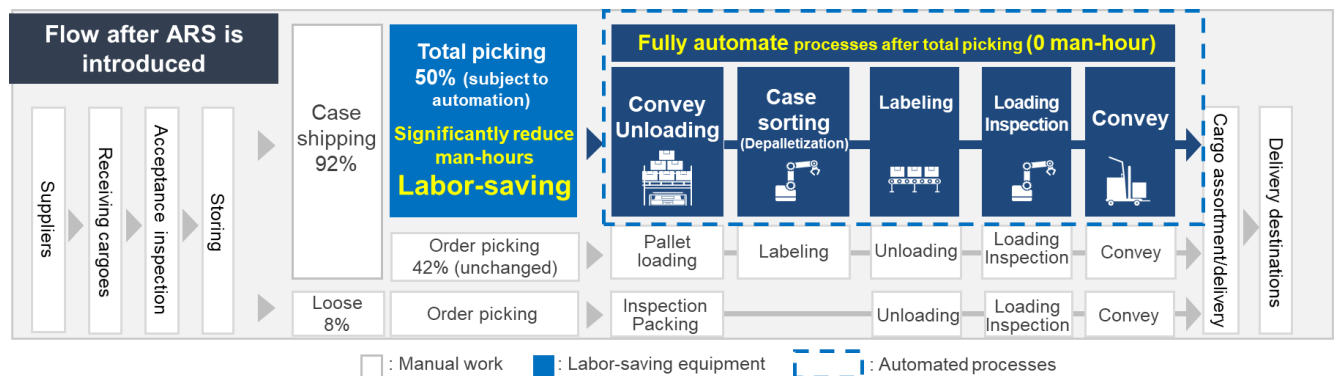 Flow after ARS is
introduced
Suppliers
Receiving cargoes
Acceptance inspection
Storing
Case
shipping
92%
Total picking
50% (subject to
automation)
Significantly reduce
man-hours
Labor-saving
Fully automate processes after total picking (0 man-hour)
Convey
Unloading
Case
sorting
(Depalletization)
Labeling
Loading
Inspection
Convey
Order picking
42% (unchanged)
Pallet
loading
Labeling
Unloading
Loading
Inspection
Convey
Loose
8%
Order picking
Inspection
Packing
Unloading
Loading
Inspection
Convey
Cargo assortment/delivery
Delivery destinations
: Manual work
: Labor-saving equipment
: Automated processes